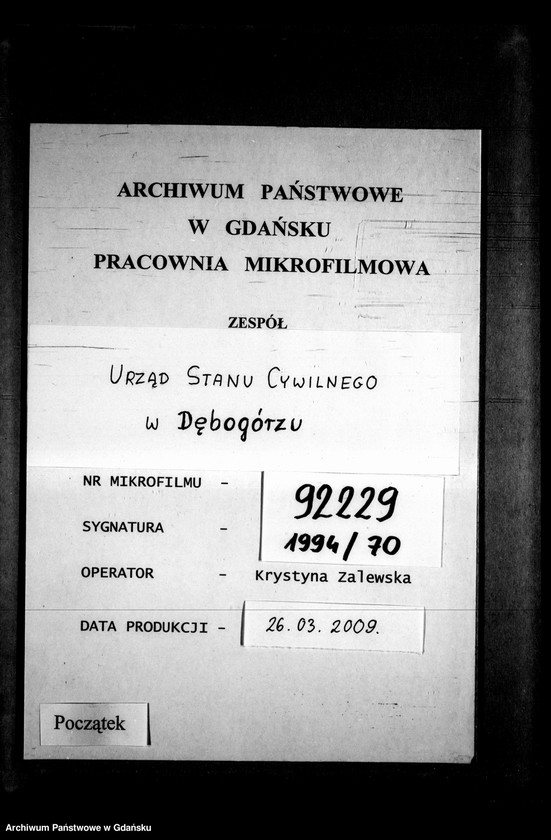 ARCHIWUM PAŃSTWOWE
W GDAŃSKU
PRACOWNIA MIKROFILMOWA
ZESPÓŁ
URZĄD STANU CYWILNEGO
w Dębogórzu
NR MIKROFILMU - 92229
SYGNATURA - 1994/70
OPERATOR - Krystyna Zalewska
DATA PRODUKCJI - 26.03.2009.
Początek
Archiwum Państwowe w Gdańsku